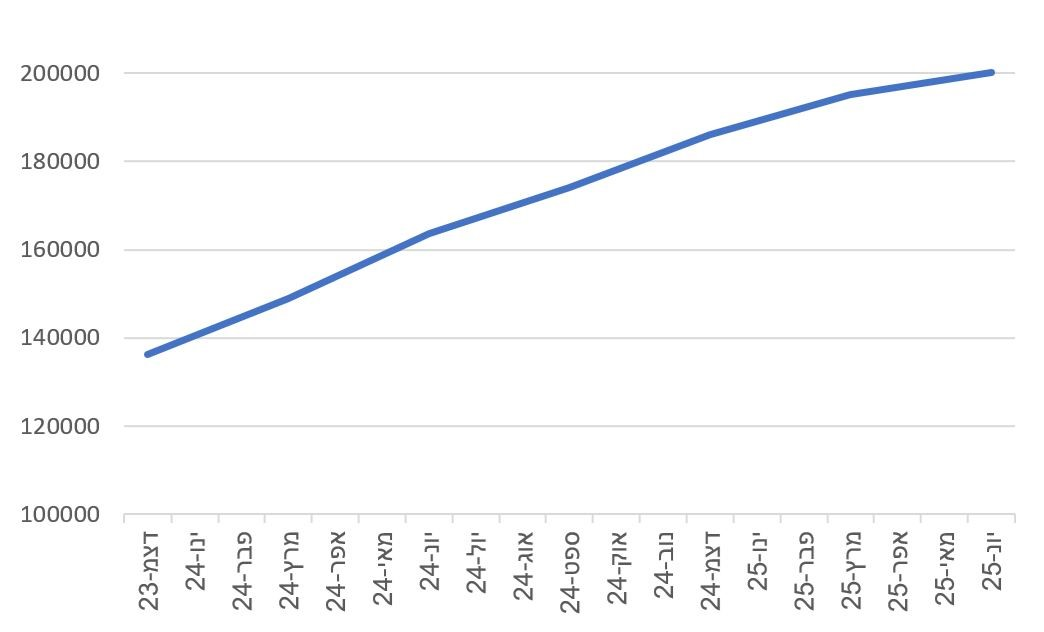 200000
180000
160000
140000
120000
100000
דצמ-23
ינו-24
פבר-24
מרץ-24
אפר-24
מאי-24
יונ-24
יול-24
אוג-24
ספט-24
אוק-24
נוב-24
דצמ-24
ינו-25
פבר-25
מרץ-25
אפר-25
מאי-25
יונ-25